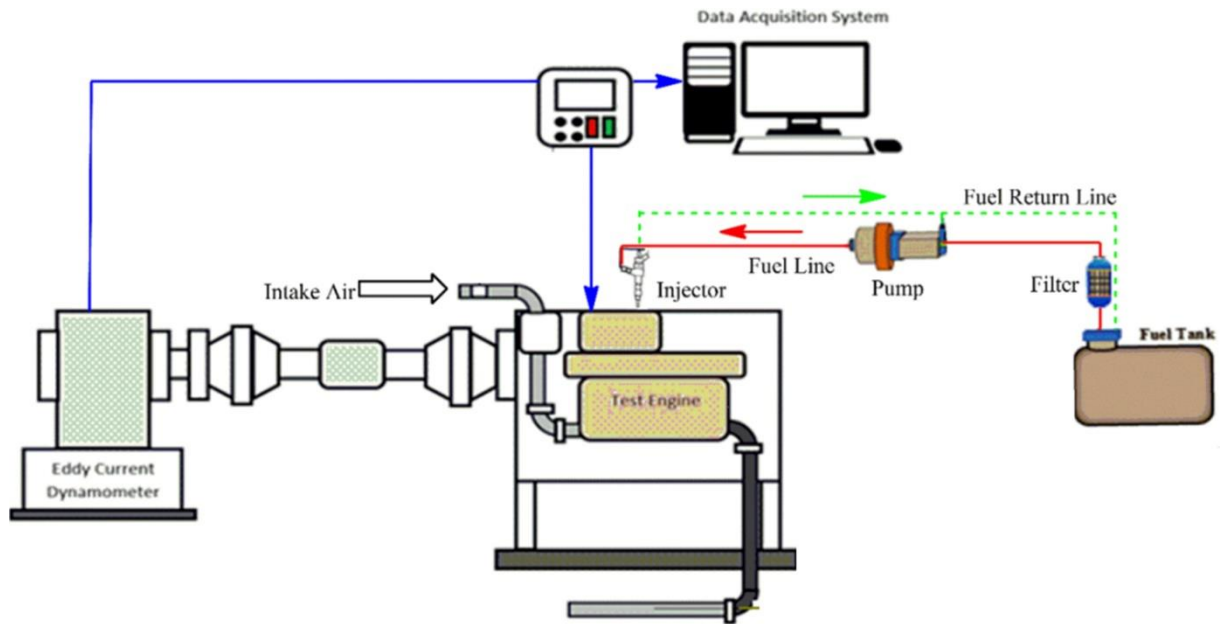 Data Acquisition System
Fuel Return Line
Fuel Line
Pump
Filter
Intake Air
Injector
Fuel Tank
Test Engine
Eddy Current
Dynamometer